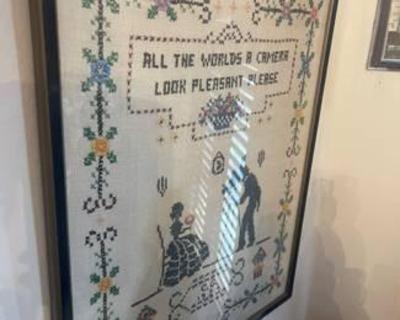 ALL THE WORLDS A CAMERA
LOOK PLEASANT PLEASE